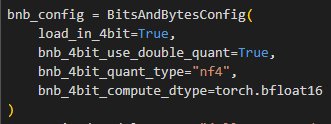 bnb_config = BitsAndBytesConfig(
    load_in_4bit=True,
    bnb_4bit_use_double_quant=True,
    bnb_4bit_quant_type="nf4",
    bnb_4bit_compute_dtype=torch.bfloat16
)